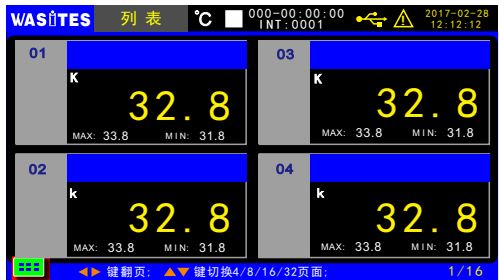 WASITES 列 表 ℃ 000-00:00:00 2017-02-28
INT:0001 12:12:12
01
K
32.8
MAX: 33.8 MIN: 31.8
03
K
32.8
MAX: 33.8 MIN: 31.8
02
k
32.8
MAX: 33.8 MIN: 31.8
04
k
32.8
MAX: 33.8 MIN: 31.8
◀▶ 键翻页; ▲▼ 键切换4/8/16/32页面; 1/16